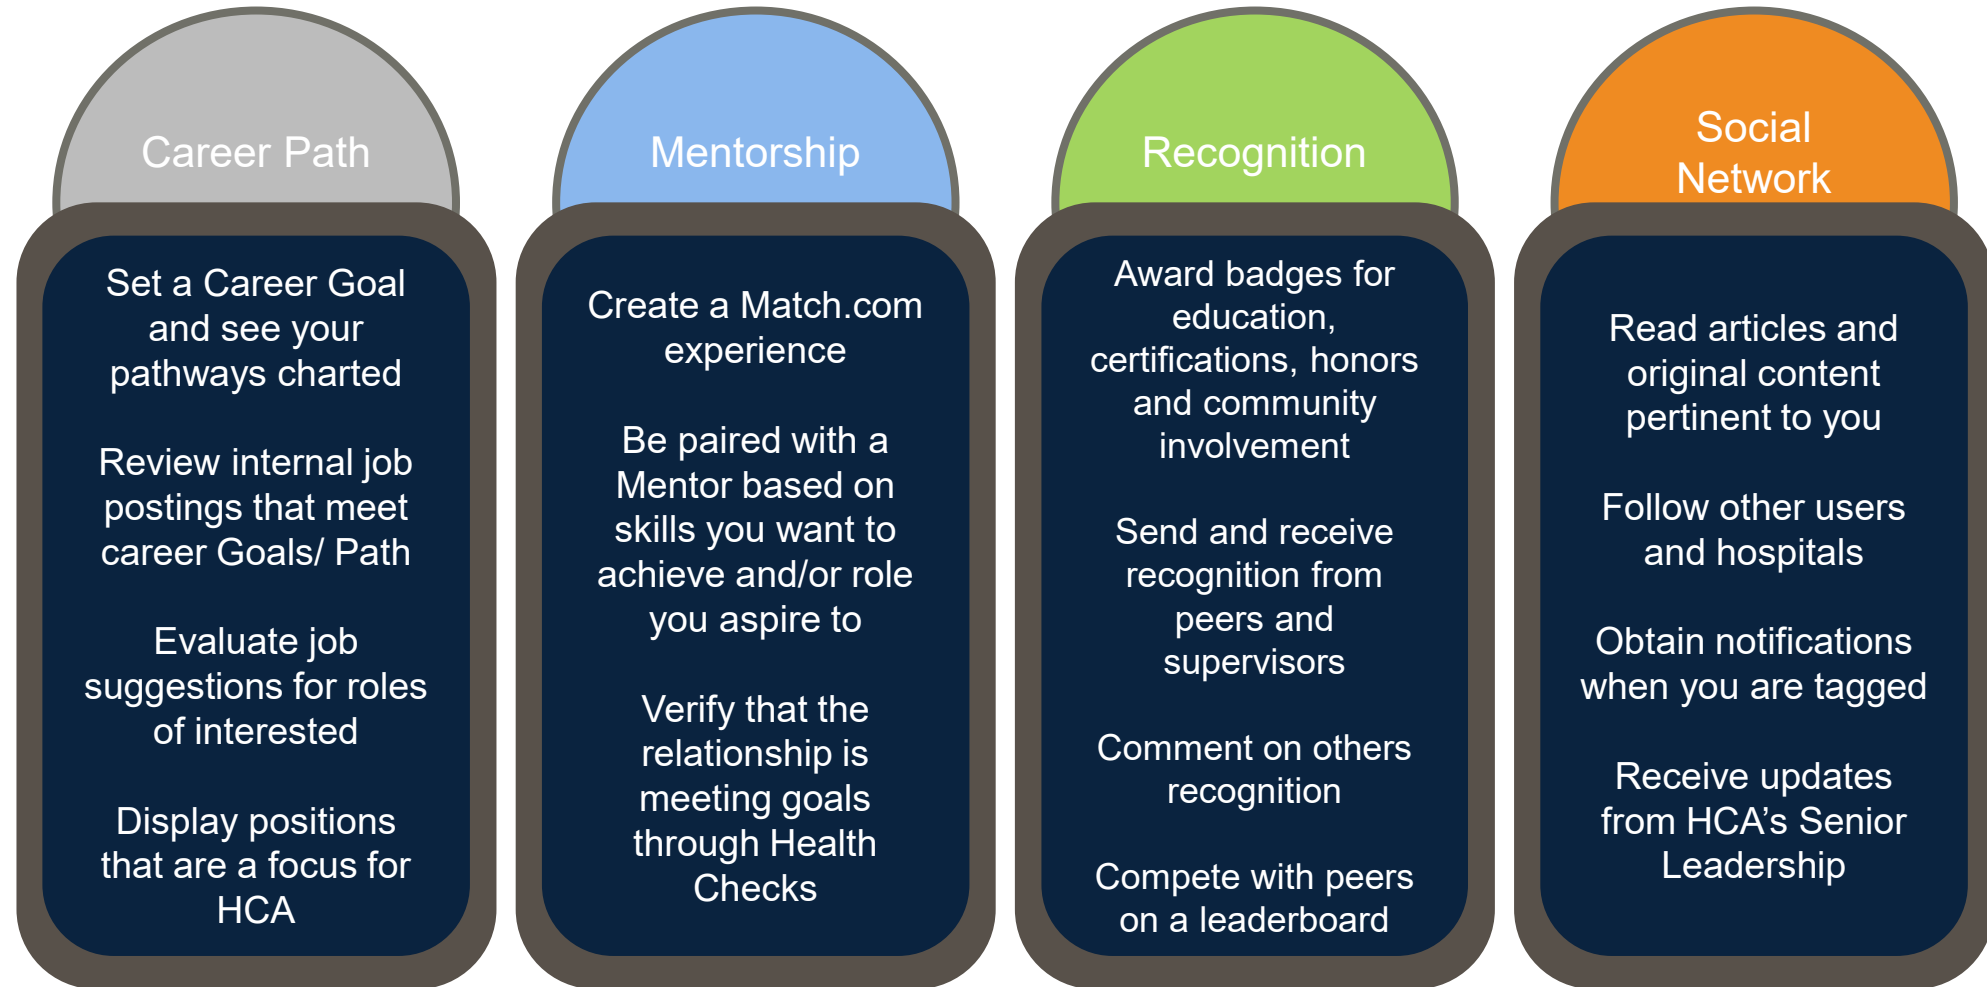 Career Path
Set a Career Goal
and see your
pathways charted
Review internal job
postings that meet
career Goals/ Path
Evaluate job
suggestions for roles
of interested
Display positions
that are a focus for
HCA
Mentorship
Create a Match.com
experience
Be paired with a
Mentor based on
skills you want to
achieve and/or role
you aspire to
Verify that the
relationship is
meeting goals
through Health
Checks
Recognition
Award badges for
education,
certifications, honors
and community
involvement
Send and receive
recognition from
peers and
supervisors
Comment on others
recognition
Compete with peers
on a leaderboard
Social
Network
Read articles and
original content
pertinent to you
Follow other users
and hospitals
Obtain notifications
when you are tagged
Receive updates
from HCA’s Senior
Leadership